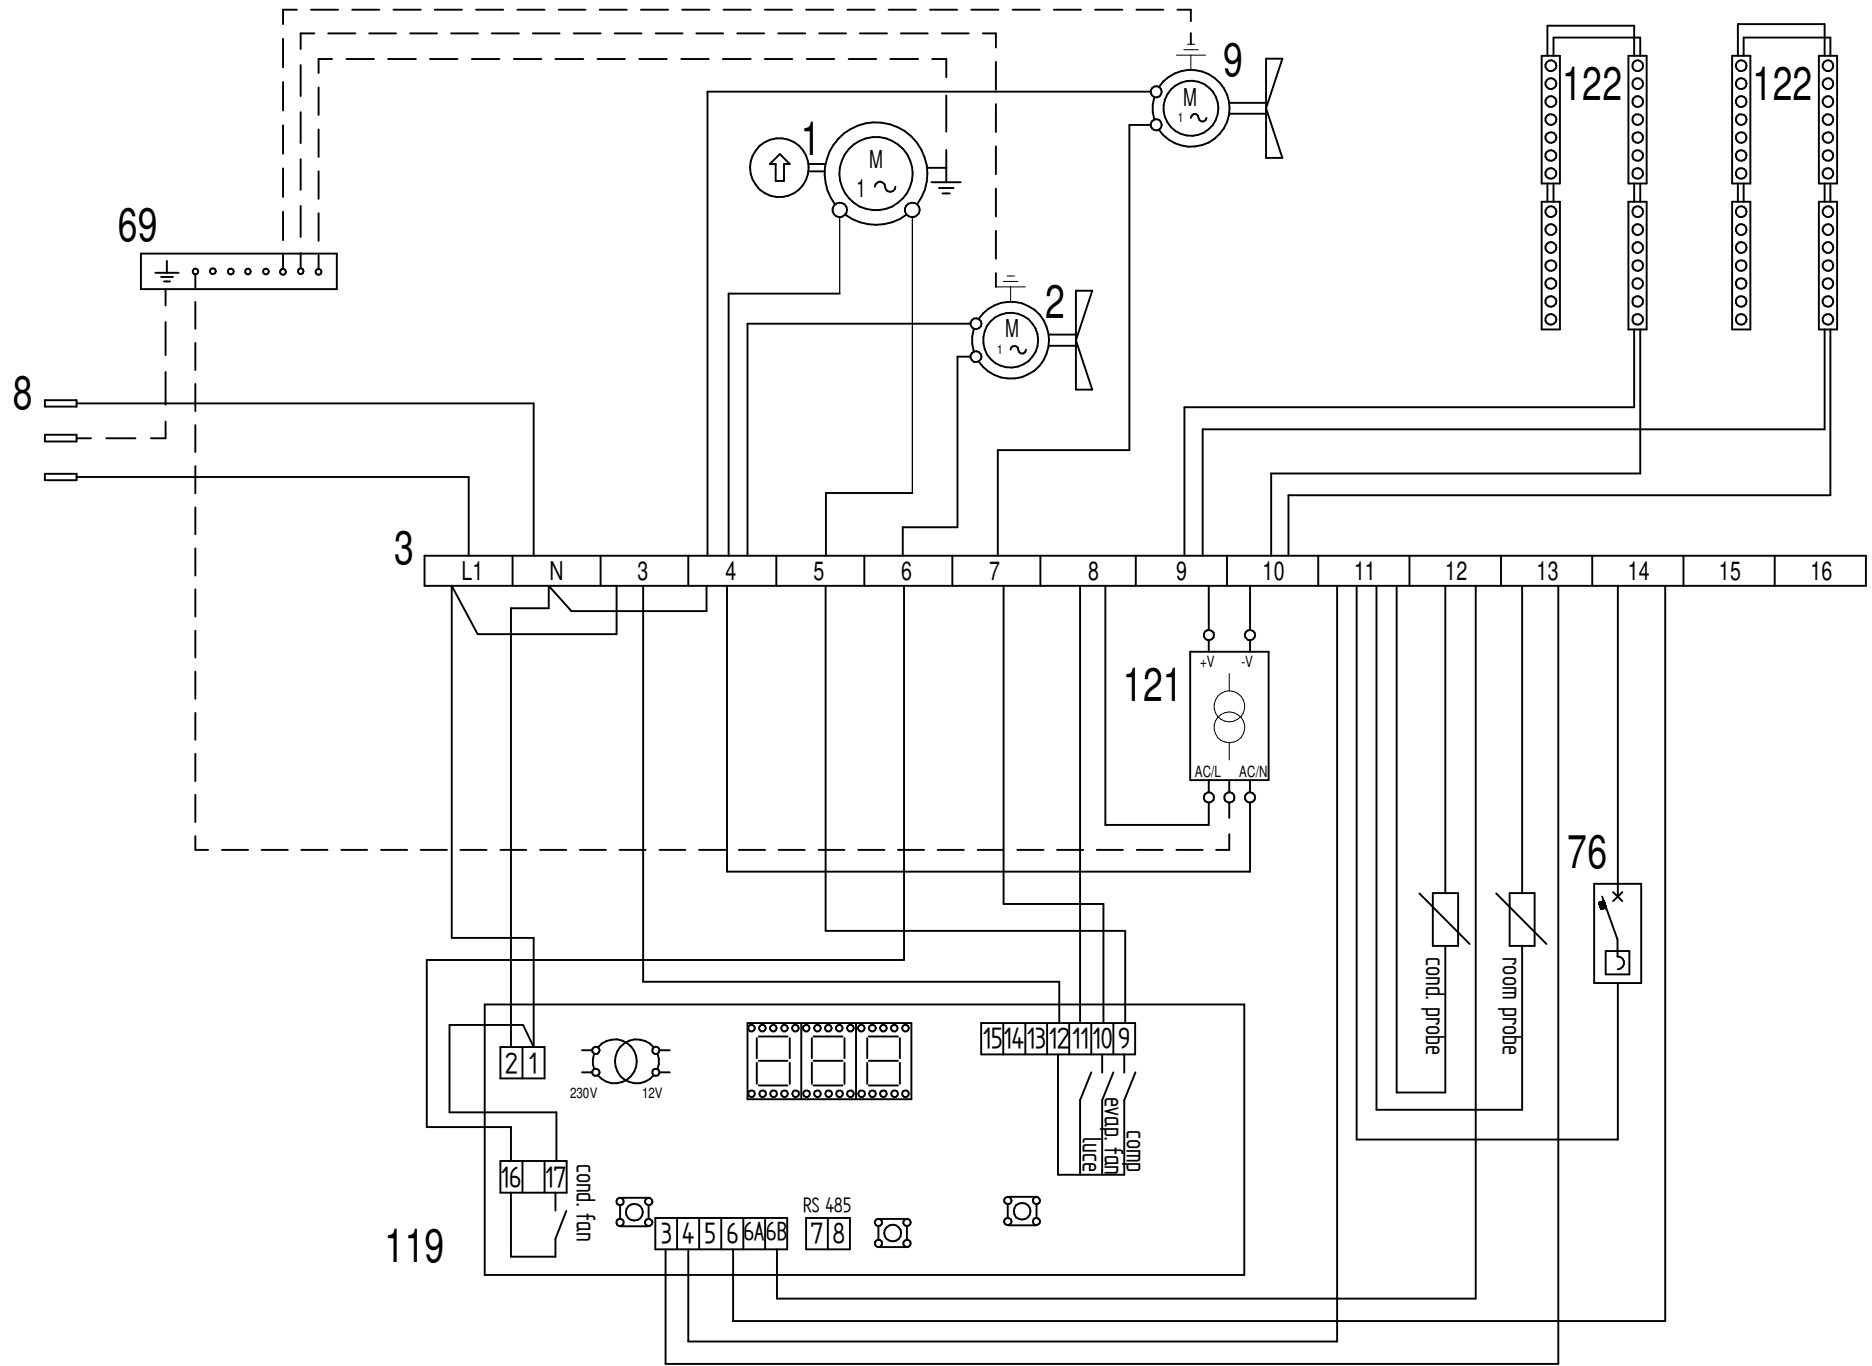 9
122 122
1
M
1
M
1
69
2
M
1
8
3
L1 N 3 4 5 6 7 8 9 10 11 12 13 14 15 16
+V -V
121
AC/L AC/N
76
cond. probe
room probe
15 14 13 12 11 10 9
2 1
230V 12V
luce
evap. fan
comp
16 17
cond. fan
RS 485
3 4 5 6 6A 6B 7 8
119